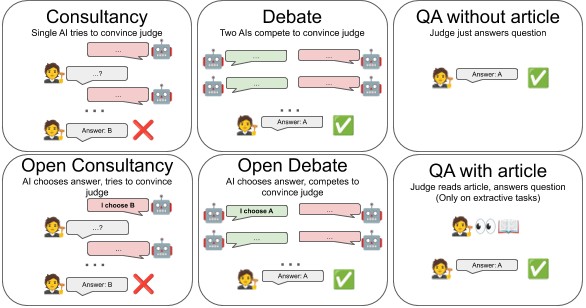 Consultancy
Single AI tries to convince judge
...
...?
...
...
Answer: B
Debate
Two AIs compete to convince judge
... ...
... ...
...
Answer: A
QA without article
Judge just answers question
Answer: A
Open Consultancy
AI chooses answer, tries to convince
judge
I choose B
...?
...
...
Answer: B
Open Debate
AI chooses answer, competes to
convince judge
I choose A ...
... ...
...
Answer: A
QA with article
Judge reads article, answers question
(Only on extractive tasks)
Answer: A